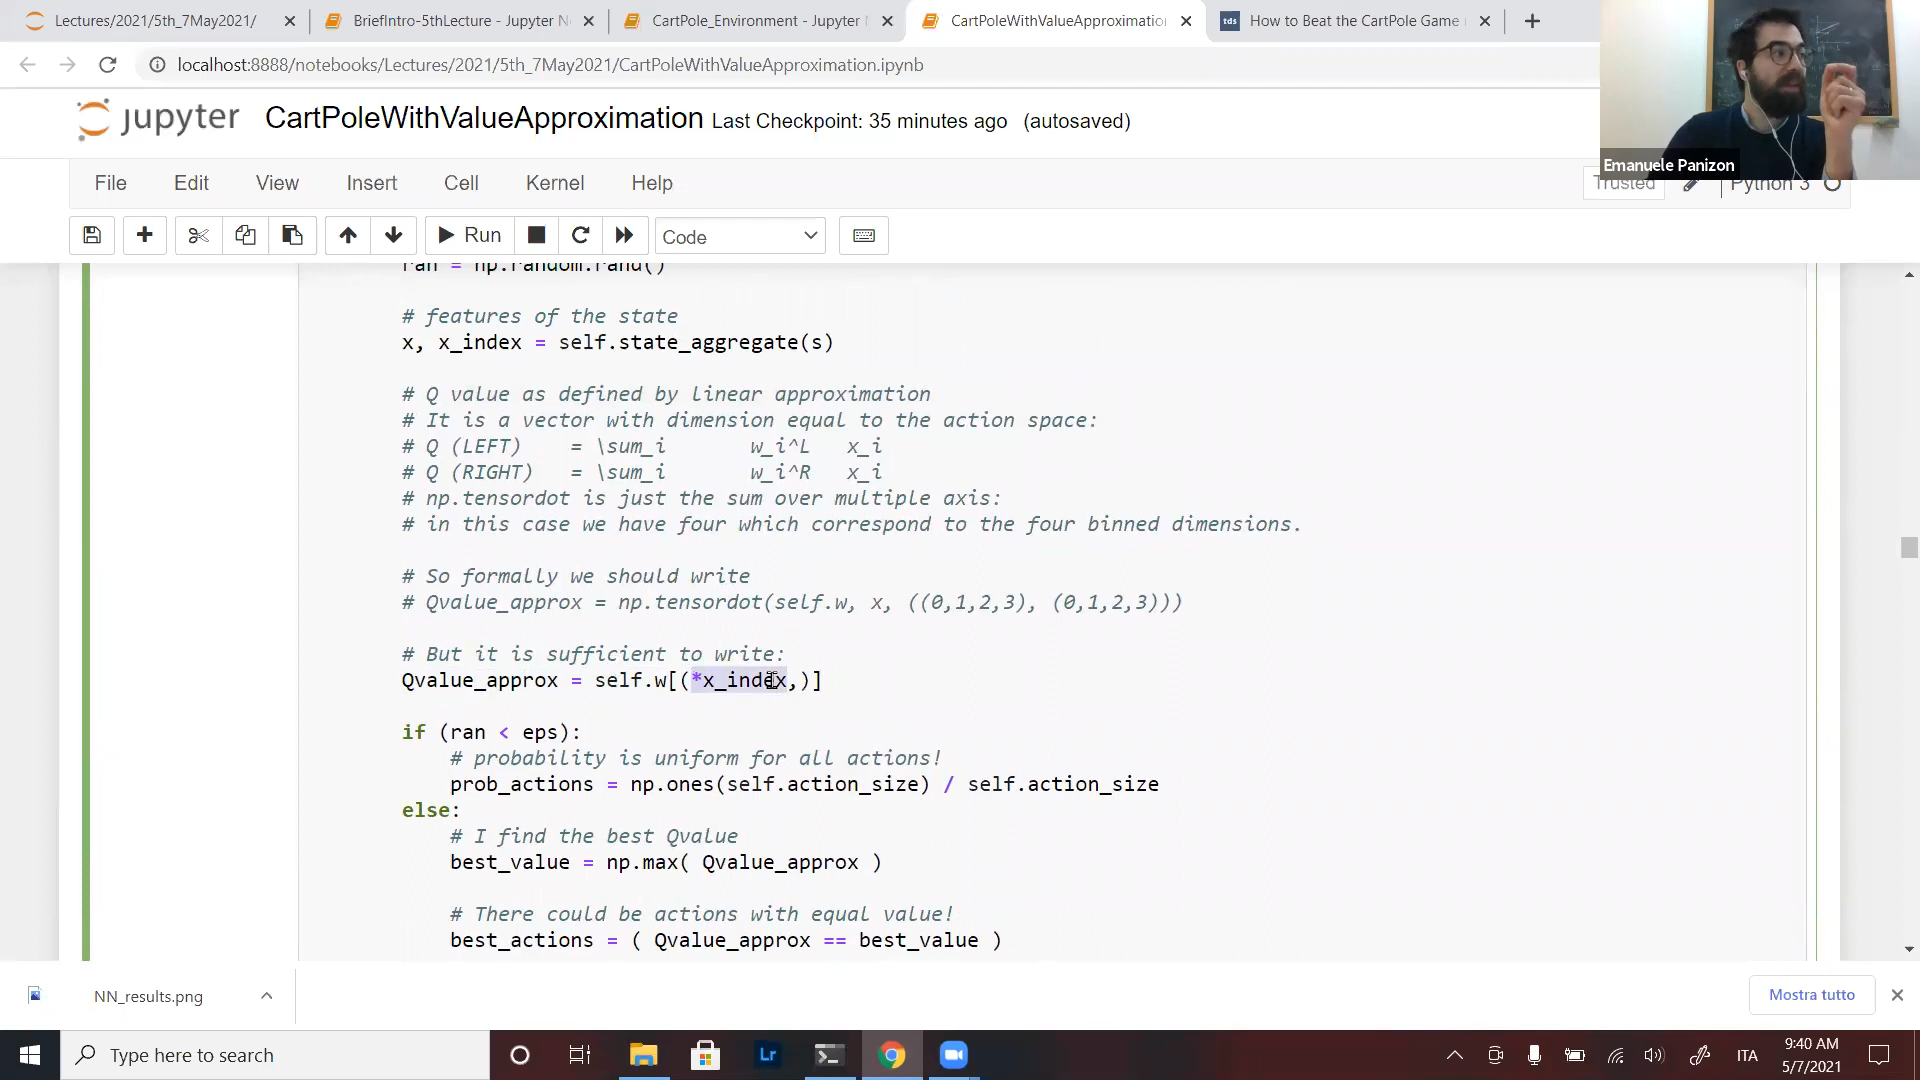 Lectures/2021/5th_7May2021/
BriefIntro-5thLecture - Jupyter N
CartPole_Environment - Jupyter
CartPoleWithValueApproximatio
tds How to Beat the CartPole Game
localhost:8888/notebooks/Lectures/2021/5th_7May2021/CartPoleWithValueApproximation.ipynb
Emanuele Panizon
jupyter CartPoleWithValueApproximation Last Checkpoint: 35 minutes ago (autosaved)
File Edit View Insert Cell Kernel Help
Trusted Python 3
Run Code
ran = np.random.rand()
# features of the state
x, x_index = self.state_aggregate(s)
# Q value as defined by linear approximation
# It is a vector with dimension equal to the action space:
# Q (LEFT) = \sum_i w_i^L x_i
# Q (RIGHT) = \sum_i w_i^R x_i
# np.tensordot is just the sum over multiple axis:
# in this case we have four which correspond to the four binned dimensions.
# So formally we should write
# Qvalue_approx = np.tensordot(self.w, x, ((0,1,2,3), (0,1,2,3)))
# But it is sufficient to write:
Qvalue_approx = self.w[(*x_index,)]
if (ran < eps):
# probability is uniform for all actions!
prob_actions = np.ones(self.action_size) / self.action_size
else:
# I find the best Qvalue
best_value = np.max( Qvalue_approx )
# There could be actions with equal value!
best_actions = ( Qvalue_approx == best_value )
NN_results.png
Mostra tutto
Type here to search
Lr
ITA
9:40 AM
5/7/2021